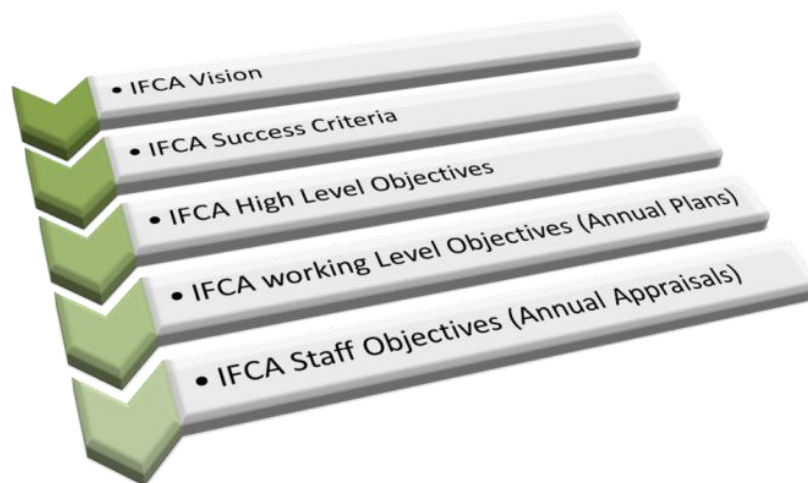 • IFCA Vision
• IFCA Success Criteria
• IFCA High Level Objectives
• IFCA working Level Objectives (Annual Plans)
• IFCA Staff Objectives (Annual Appraisals)